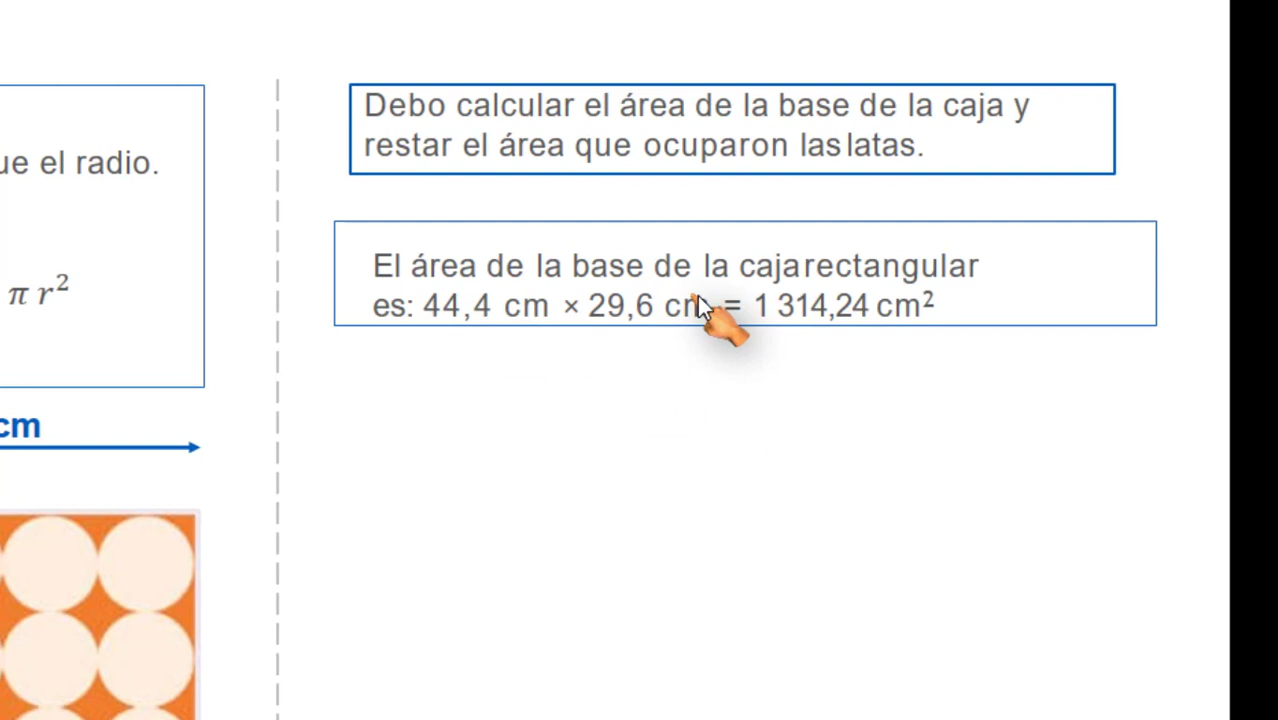 ue el radio.
π r²
cm
Debo calcular el área de la base de la caja y
restar el área que ocuparon las latas.
El área de la base de la caja rectangular
es: 44,4 cm × 29,6 cm = 1 314,24 cm²